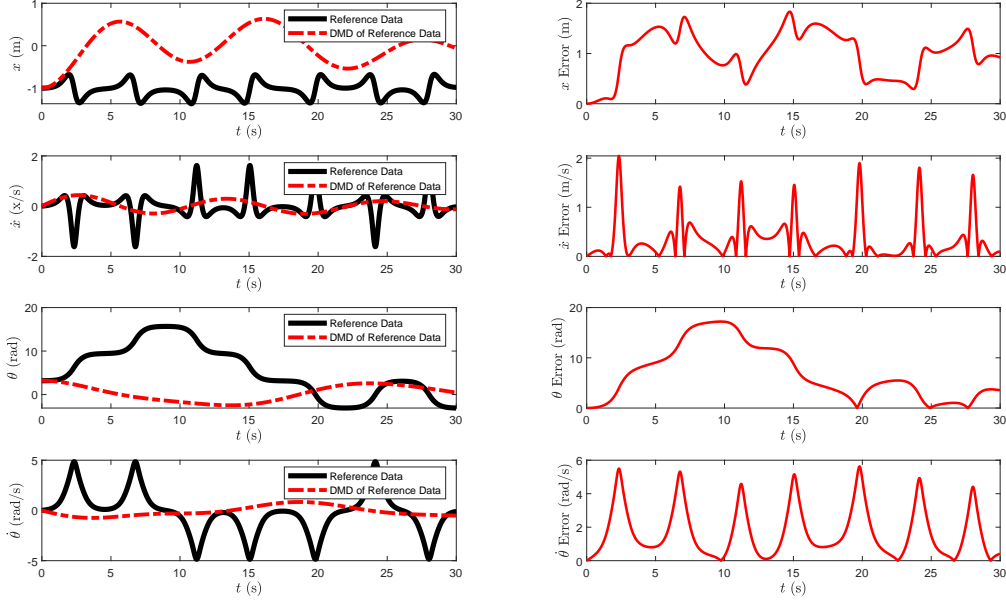 1
0
-1
x (m)
Reference Data
DMD of Reference Data
0 5 10 15 20 25 30
t (s)
2
1
0
x Error (m)
0 5 10 15 20 25 30
t (s)
2
0
-2
ẋ (x/s)
Reference Data
DMD of Reference Data
0 5 10 15 20 25 30
t (s)
2
1
0
ẋ Error (m/s)
0 5 10 15 20 25 30
t (s)
20
10
0
θ (rad)
Reference Data
DMD of Reference Data
0 5 10 15 20 25 30
t (s)
20
10
0
θ Error (rad)
0 5 10 15 20 25 30
t (s)
5
0
-5
θ̇ (rad/s)
Reference Data
DMD of Reference Data
0 5 10 15 20 25 30
t (s)
6
4
2
0
θ̇ Error (rad/s)
0 5 10 15 20 25 30
t (s)